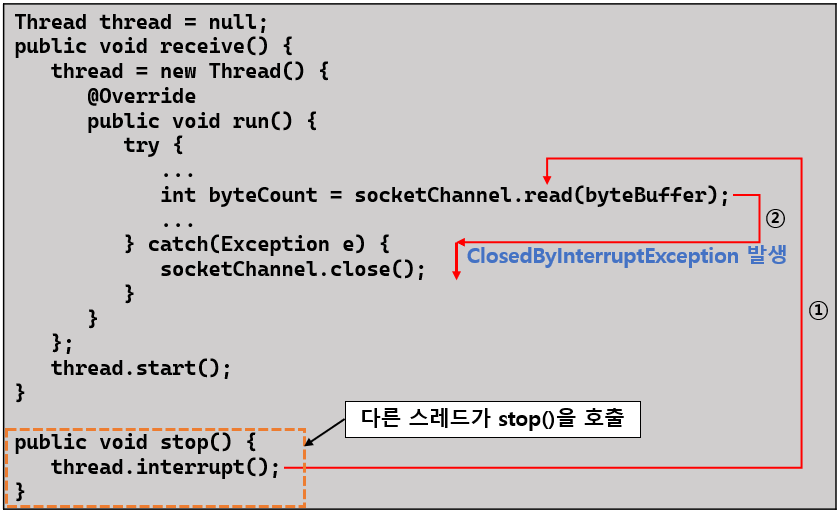 Thread thread = null;
public void receive() {
thread = new Thread() {
@Override
public void run() {
try {
...
int byteCount = socketChannel.read(byteBuffer);
...
②
} catch(Exception e) {
ClosedByInterruptException 발생
socketChannel.close();
}
①
}
};
thread.start();
}
다른 스레드가 stop()을 호출
public void stop() {
thread.interrupt();
}